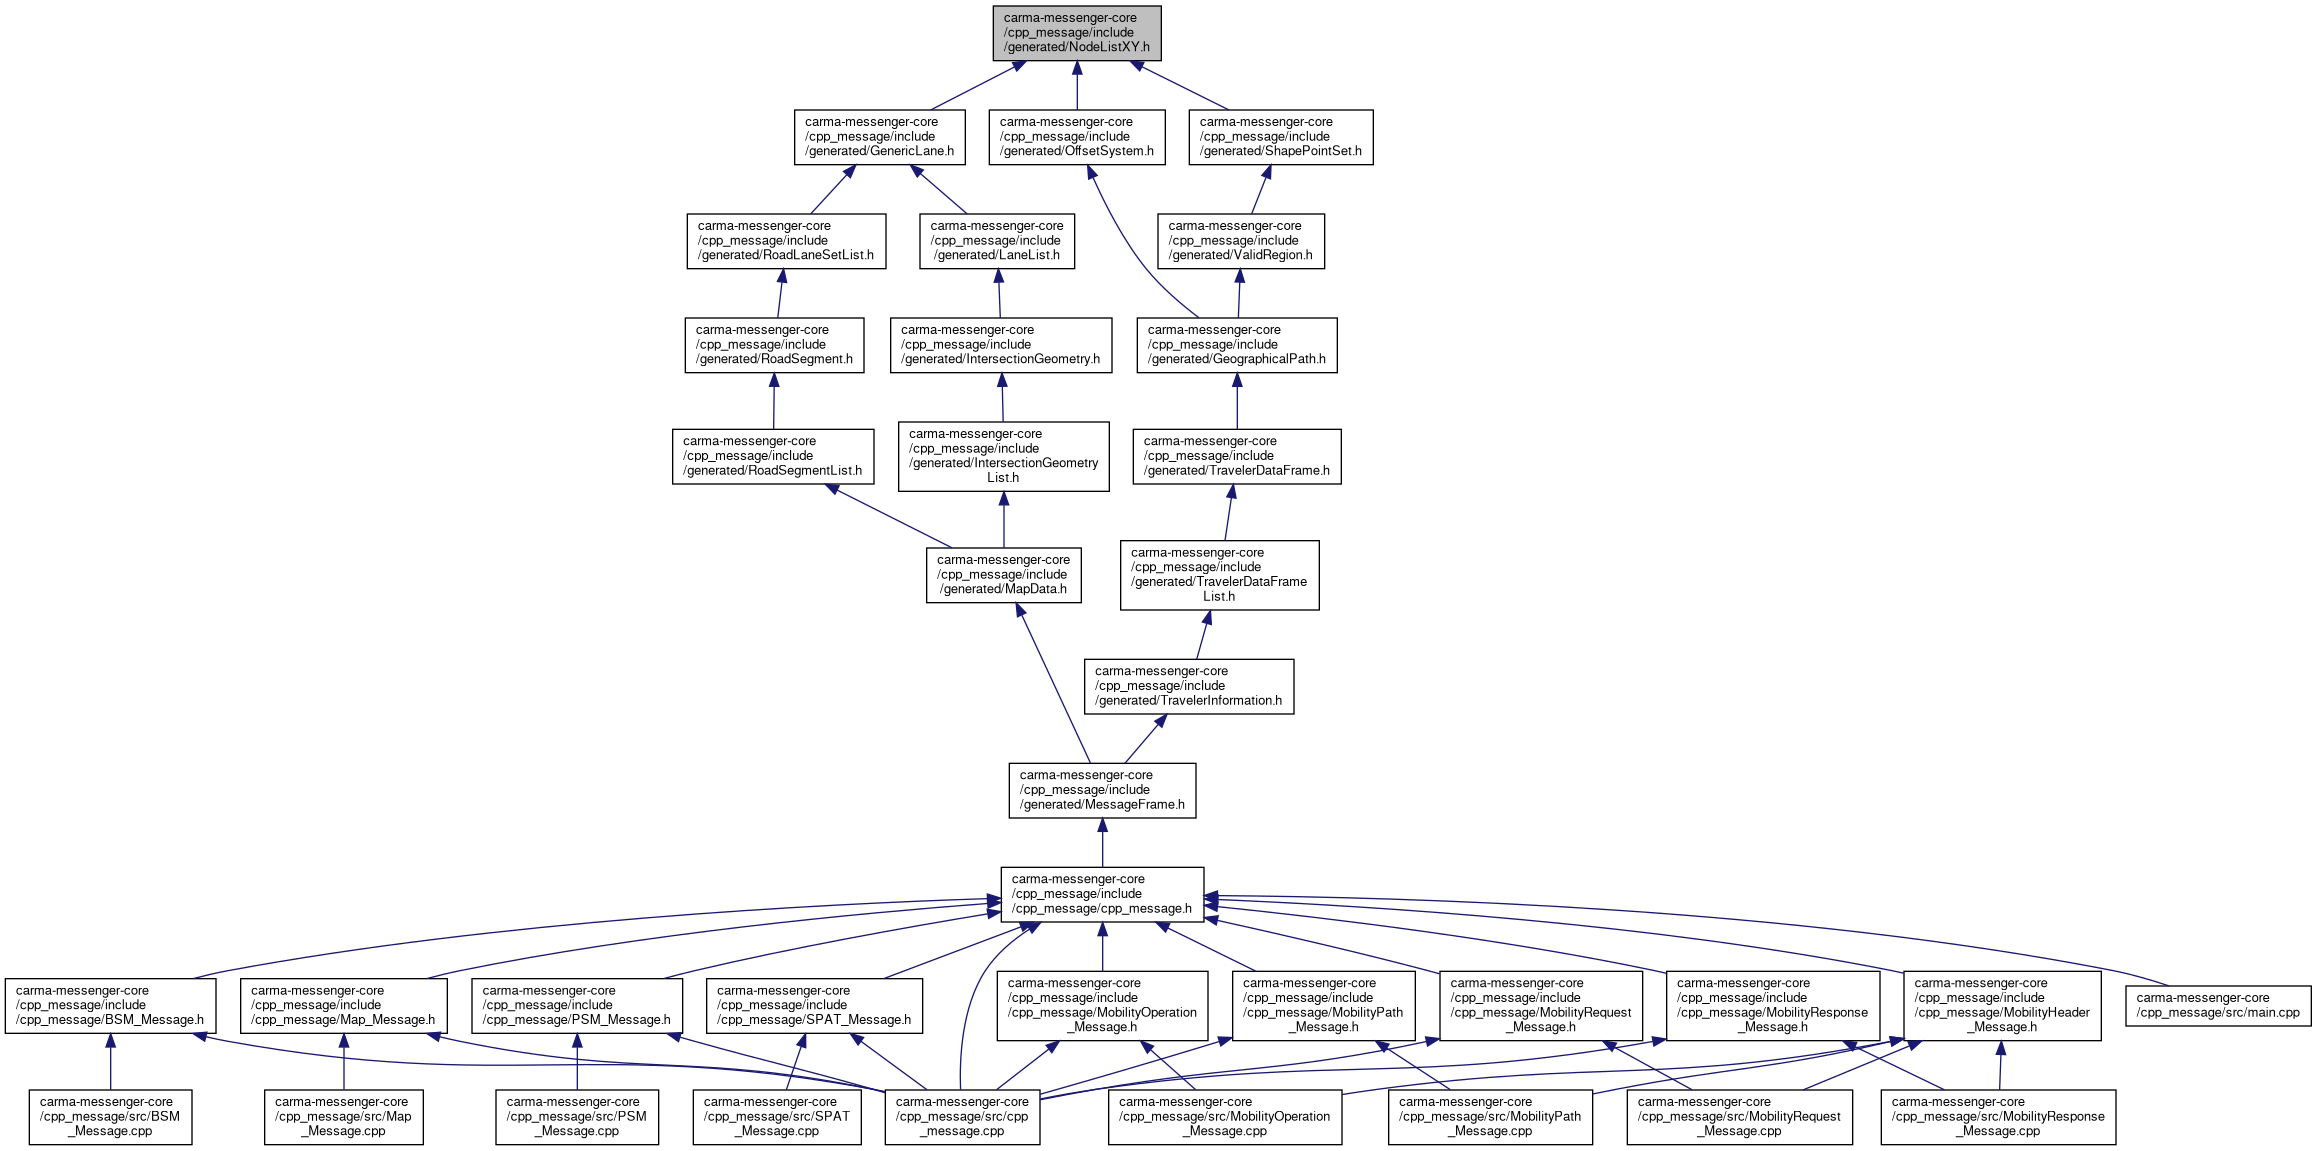 carma-messenger-core
/cpp_message/include
/generated/NodeListXY.h
carma-messenger-core
/cpp_message/include
/generated/GenericLane.h
carma-messenger-core
/cpp_message/include
/generated/OffsetSystem.h
carma-messenger-core
/cpp_message/include
/generated/ShapePointSet.h
carma-messenger-core
/cpp_message/include
/generated/RoadLaneSetList.h
carma-messenger-core
/cpp_message/include
/generated/LaneList.h
carma-messenger-core
/cpp_message/include
/generated/ValidRegion.h
carma-messenger-core
/cpp_message/include
/generated/RoadSegment.h
carma-messenger-core
/cpp_message/include
/generated/IntersectionGeometry.h
carma-messenger-core
/cpp_message/include
/generated/GeographicalPath.h
carma-messenger-core
/cpp_message/include
/generated/RoadSegmentList.h
carma-messenger-core
/cpp_message/include
/generated/IntersectionGeometry
List.h
carma-messenger-core
/cpp_message/include
/generated/TravelerDataFrame.h
carma-messenger-core
/cpp_message/include
/generated/MapData.h
carma-messenger-core
/cpp_message/include
/generated/TravelerDataFrame
List.h
carma-messenger-core
/cpp_message/include
/generated/TravelerInformation.h
carma-messenger-core
/cpp_message/include
/generated/MessageFrame.h
carma-messenger-core
/cpp_message/include
/cpp_message/cpp_message.h
carma-messenger-core
/cpp_message/include
/cpp_message/BSM_Message.h
carma-messenger-core
/cpp_message/include
/cpp_message/Map_Message.h
carma-messenger-core
/cpp_message/include
/cpp_message/PSM_Message.h
carma-messenger-core
/cpp_message/include
/cpp_message/SPAT_Message.h
carma-messenger-core
/cpp_message/include
/cpp_message/MobilityOperation
_Message.h
carma-messenger-core
/cpp_message/include
/cpp_message/MobilityPath
_Message.h
carma-messenger-core
/cpp_message/include
/cpp_message/MobilityRequest
_Message.h
carma-messenger-core
/cpp_message/include
/cpp_message/MobilityResponse
_Message.h
carma-messenger-core
/cpp_message/include
/cpp_message/MobilityHeader
_Message.h
carma-messenger-core
/cpp_message/src/main.cpp
carma-messenger-core
/cpp_message/src/BSM
_Message.cpp
carma-messenger-core
/cpp_message/src/Map
_Message.cpp
carma-messenger-core
/cpp_message/src/PSM
_Message.cpp
carma-messenger-core
/cpp_message/src/SPAT
_Message.cpp
carma-messenger-core
/cpp_message/src/cpp
_message.cpp
carma-messenger-core
/cpp_message/src/MobilityOperation
_Message.cpp
carma-messenger-core
/cpp_message/src/MobilityPath
_Message.cpp
carma-messenger-core
/cpp_message/src/MobilityRequest
_Message.cpp
carma-messenger-core
/cpp_message/src/MobilityResponse
_Message.cpp